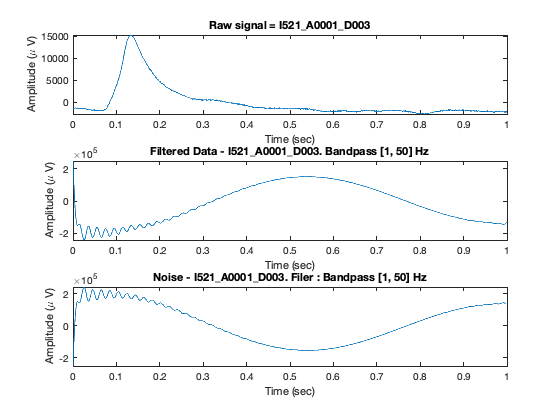 Raw signal = I521_A0001_D003
Amplitude (μ V)
15000
10000
5000
0
0 0.1 0.2 0.3 0.4 0.5 0.6 0.7 0.8 0.9 1
Time (sec)
Filtered Data - I521_A0001_D003. Bandpass [1, 50] Hz
×10⁵
Amplitude (μ V)
2
0
-2
0 0.1 0.2 0.3 0.4 0.5 0.6 0.7 0.8 0.9 1
Time (sec)
Noise - I521_A0001_D003. Filer : Bandpass [1, 50] Hz
×10⁵
Amplitude (μ V)
2
0
-2
0 0.1 0.2 0.3 0.4 0.5 0.6 0.7 0.8 0.9 1
Time (sec)